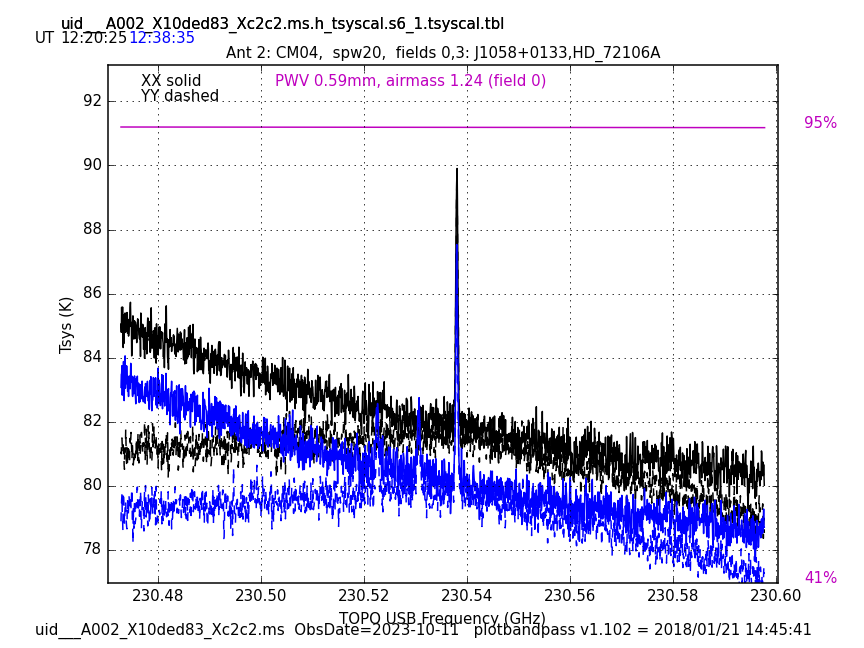 uid___A002_X10ded83_Xc2c2.ms.h_tsyscal.s6_1.tsyscal.tbl
UT 12:20:25 12:38:35
Ant 2: CM04, spw20, fields 0,3: J1058+0133,HD_72106A
XX solid
PWV 0.59mm, airmass 1.24 (field 0)
YY dashed
92
95%
90
88
86
84
82
80
78
Tsys (K)
41%
230.48 230.50 230.52 230.54 230.56 230.58 230.60
TOPO USB Frequency (GHz)
uid___A002_X10ded83_Xc2c2.ms ObsDate=2023-10-11 plotbandpass v1.102 = 2018/01/21 14:45:41